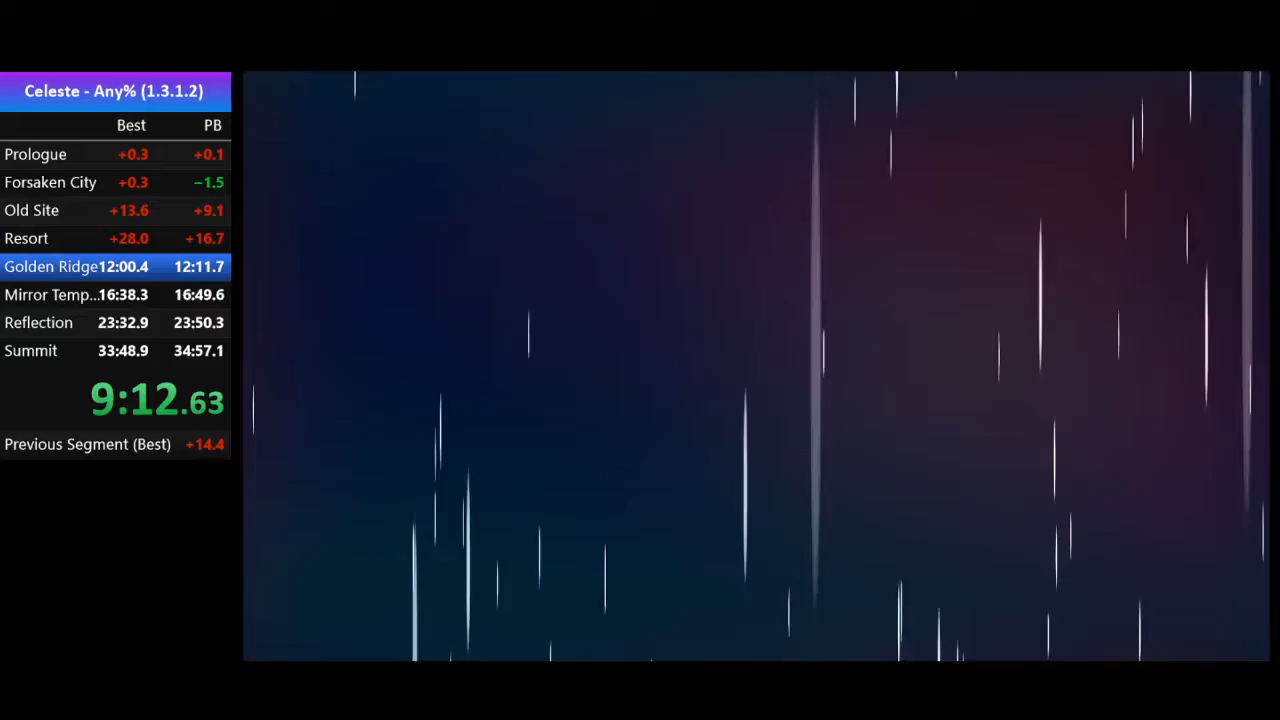 Celeste - Any% (1.3.1.2)
Best PB
Prologue +0.3 +0.1
Forsaken City +0.3 −1.5
Old Site +13.6 +9.1
Resort +28.0 +16.7
Golden Ridge 12:00.4 12:11.7
Mirror Temp... 16:38.3 16:49.6
Reflection 23:32.9 23:50.3
Summit 33:48.9 34:57.1
9:12.63
Previous Segment (Best) +14.4